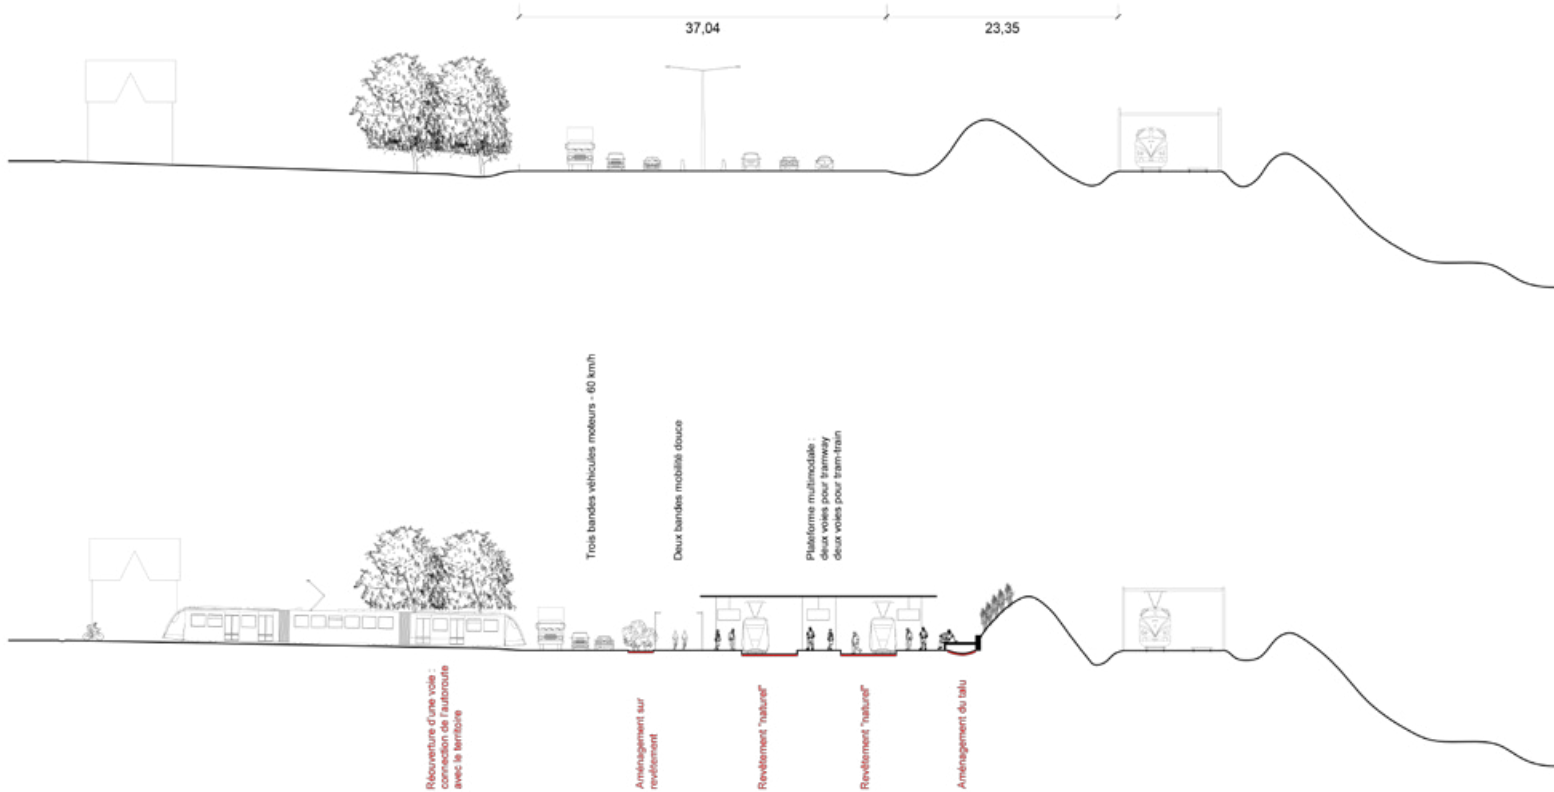 37,04
23,35
Trois bandes véhicules moteurs - 60 km/h
Deux bandes mobilité douce
Plateforme multimodale :
deux voies pour tramway
deux voies pour tram-train
Réouverture d'une voie :
connection de l'autoroute
avec le territoire
Aménagement sur
revêtement
Revêtement "naturel"
Revêtement "naturel"
Aménagement du talu